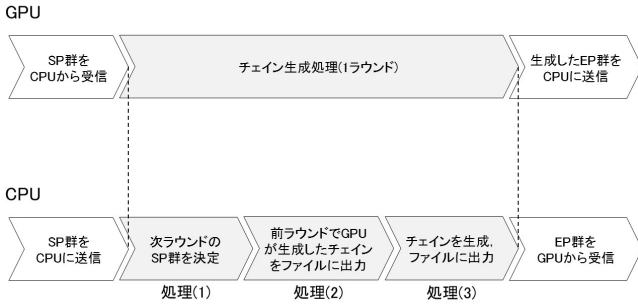 GPU
SP群を
CPUから受信
チェイン生成処理(1ラウンド)
生成したEP群を
CPUに送信
CPU
SP群を
CPUに送信
次ラウンドの
SP群を決定
前ラウンドでGPU
が生成したチェイン
をファイルに出力
チェインを生成,
ファイルに出力
EP群を
GPUから受信
処理(1)
処理(2)
処理(3)